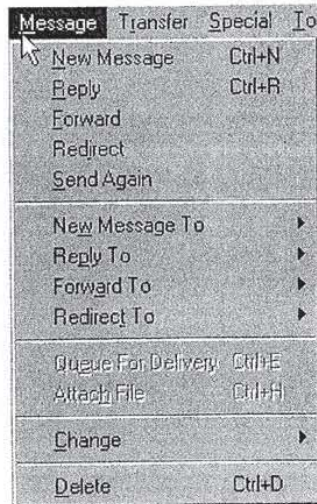 Message Transfer Special To
New Message Ctrl+N
Reply Ctrl+R
Forward
Redirect
Send Again
New Message To
Reply To
Forward To
Redirect To
Queue For Delivery Ctrl+E
Attach File Ctrl+H
Change
Delete Ctrl+D